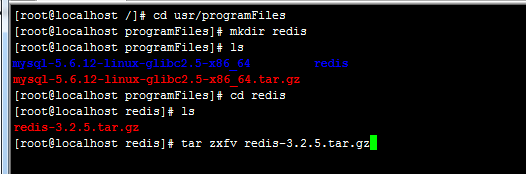 [root@localhost /]# cd usr/programFiles
[root@localhost programFiles]# mkdir redis
[root@localhost programFiles]# ls
mysql-5.6.12-linux-glibc2.5-x86_64 redis
mysql-5.6.12-linux-glibc2.5-x86_64.tar.gz
[root@localhost programFiles]# cd redis
[root@localhost redis]# ls
redis-3.2.5.tar.gz
[root@localhost redis]# tar zxfv redis-3.2.5.tar.gz